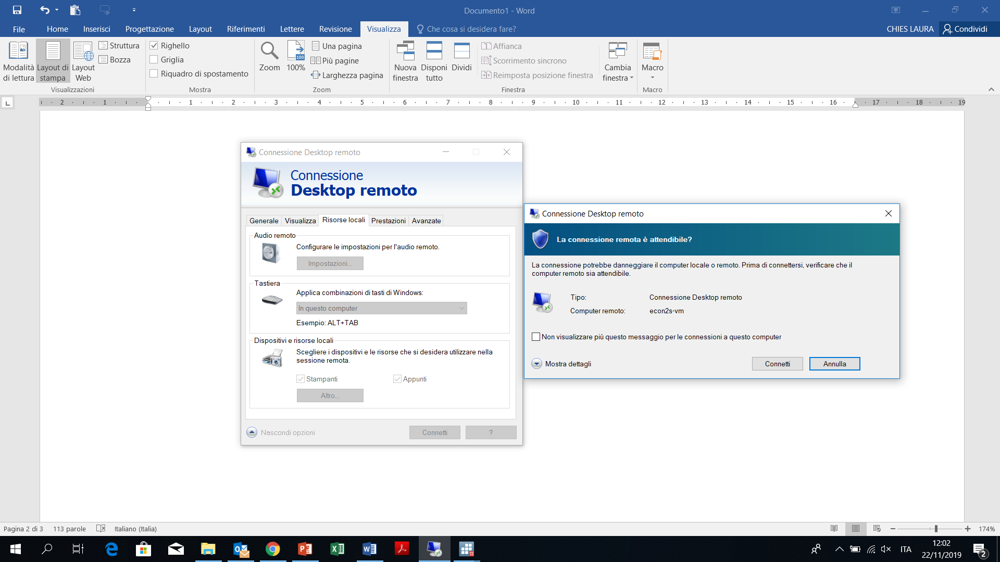 Documento1 - Word
File Home Inserisci Progettazione Layout Riferimenti Lettere Revisione Visualizza Che cosa si desidera fare? CHIES LAURA Condividi
Modalità di lettura
Layout di stampa
Layout Web
Struttura
Bozza
Visualizzazioni
Righello
Griglia
Riquadro di spostamento
Mostra
Zoom
100
100%
Una pagina
Più pagine
Larghezza pagina
Zoom
Nuova finestra
Disponi tutto
Dividi
Affianca
Scorrimento sincrono
Reimposta posizione finestra
Finestra
Cambia finestra
Macro
Macro
L
2 1 1 2 3 4 5 6 7 8 9 10 11 12 13 14 15 16 17 18 19
Connessione Desktop remoto
Connessione
Desktop remoto
Generale Visualizza Risorse locali Prestazioni Avanzate
Audio remoto
Configurare le impostazioni per l'audio remoto.
Impostazioni...
Tastiera
Applica combinazioni di tasti di Windows:
In questo computer
Esempio: ALT+TAB
Dispositivi e risorse locali
Scegliere i dispositivi e le risorse che si desidera utilizzare nella
sessione remota.
Stampanti Appunti
Altro...
Nascondi opzioni Connetti ?
Connessione Desktop remoto
La connessione remota è attendibile?
La connessione potrebbe danneggiare il computer locale o remoto. Prima di connettersi, verificare che il
computer remoto sia attendibile.
Tipo: Connessione Desktop remoto
Computer remoto: econ2s-vm
Non visualizzare più questo messaggio per le connessioni a questo computer
Mostra dettagli Connetti Annulla
Pagina 2 di 3 113 parole Italiano (Italia) 174%
ITA
12:02
22/11/2019
2